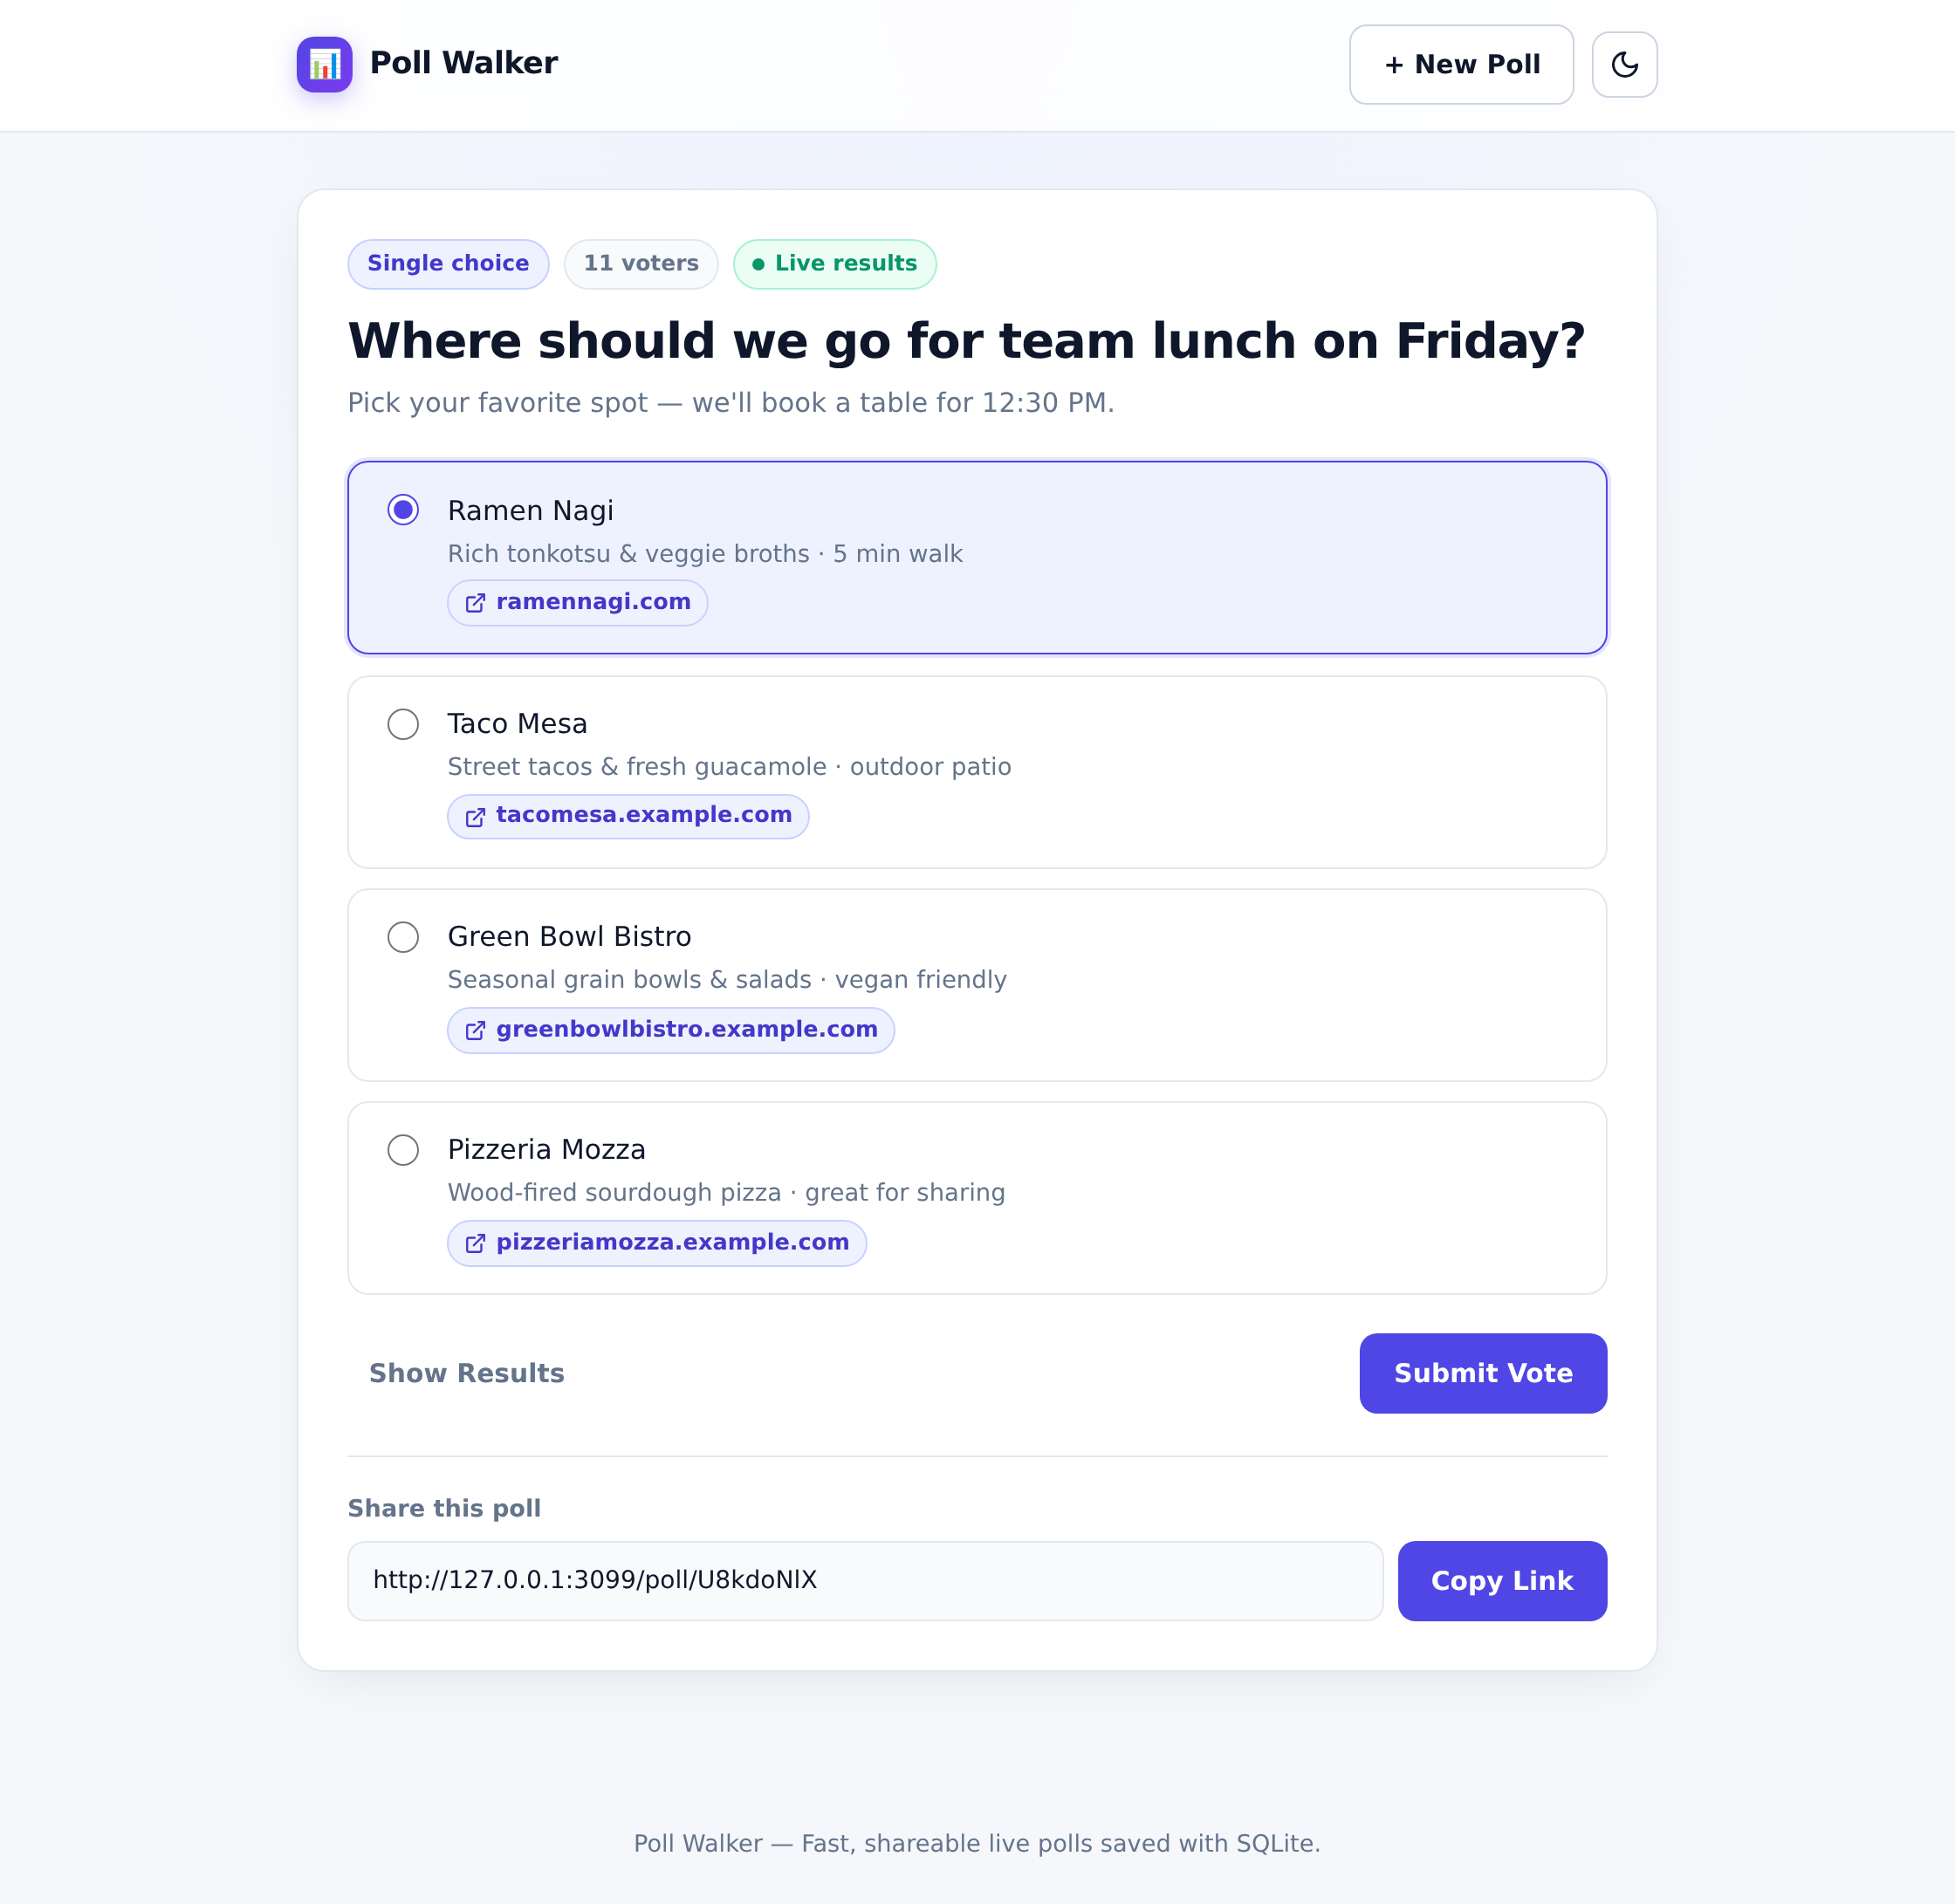 Poll Walker
+ New Poll
Single choice
11 voters
Live results
Where should we go for team lunch on Friday?
Pick your favorite spot — we'll book a table for 12:30 PM.
Ramen Nagi
Rich tonkotsu & veggie broths · 5 min walk
ramennagi.com
Taco Mesa
Street tacos & fresh guacamole · outdoor patio
tacomesa.example.com
Green Bowl Bistro
Seasonal grain bowls & salads · vegan friendly
greenbowlbistro.example.com
Pizzeria Mozza
Wood-fired sourdough pizza · great for sharing
pizzeriamozza.example.com
Show Results
Submit Vote
Share this poll
http://127.0.0.1:3099/poll/U8kdoNlX
Copy Link
Poll Walker — Fast, shareable live polls saved with SQLite.